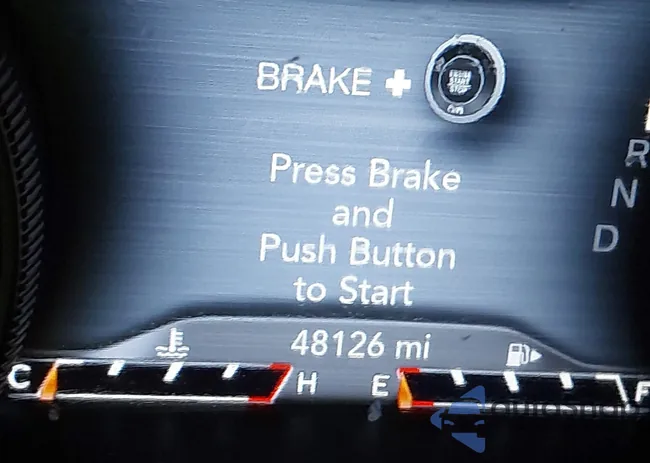 BRAKE +
ENGINE
START
STOP
Press Brake
and
Push Button
to Start
R
N
D
48126 mi
C H E F